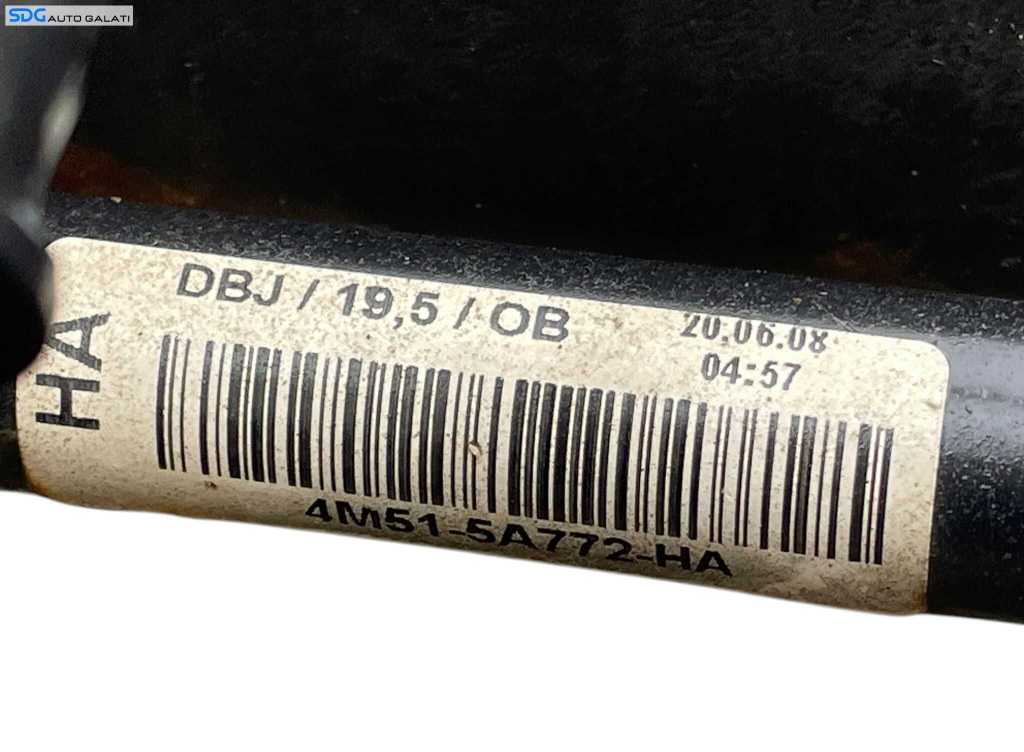 SDG AUTO GALATI
DBJ / 19,5 / OB
20.06.08
04:57
HA
4M51-5A772-HA